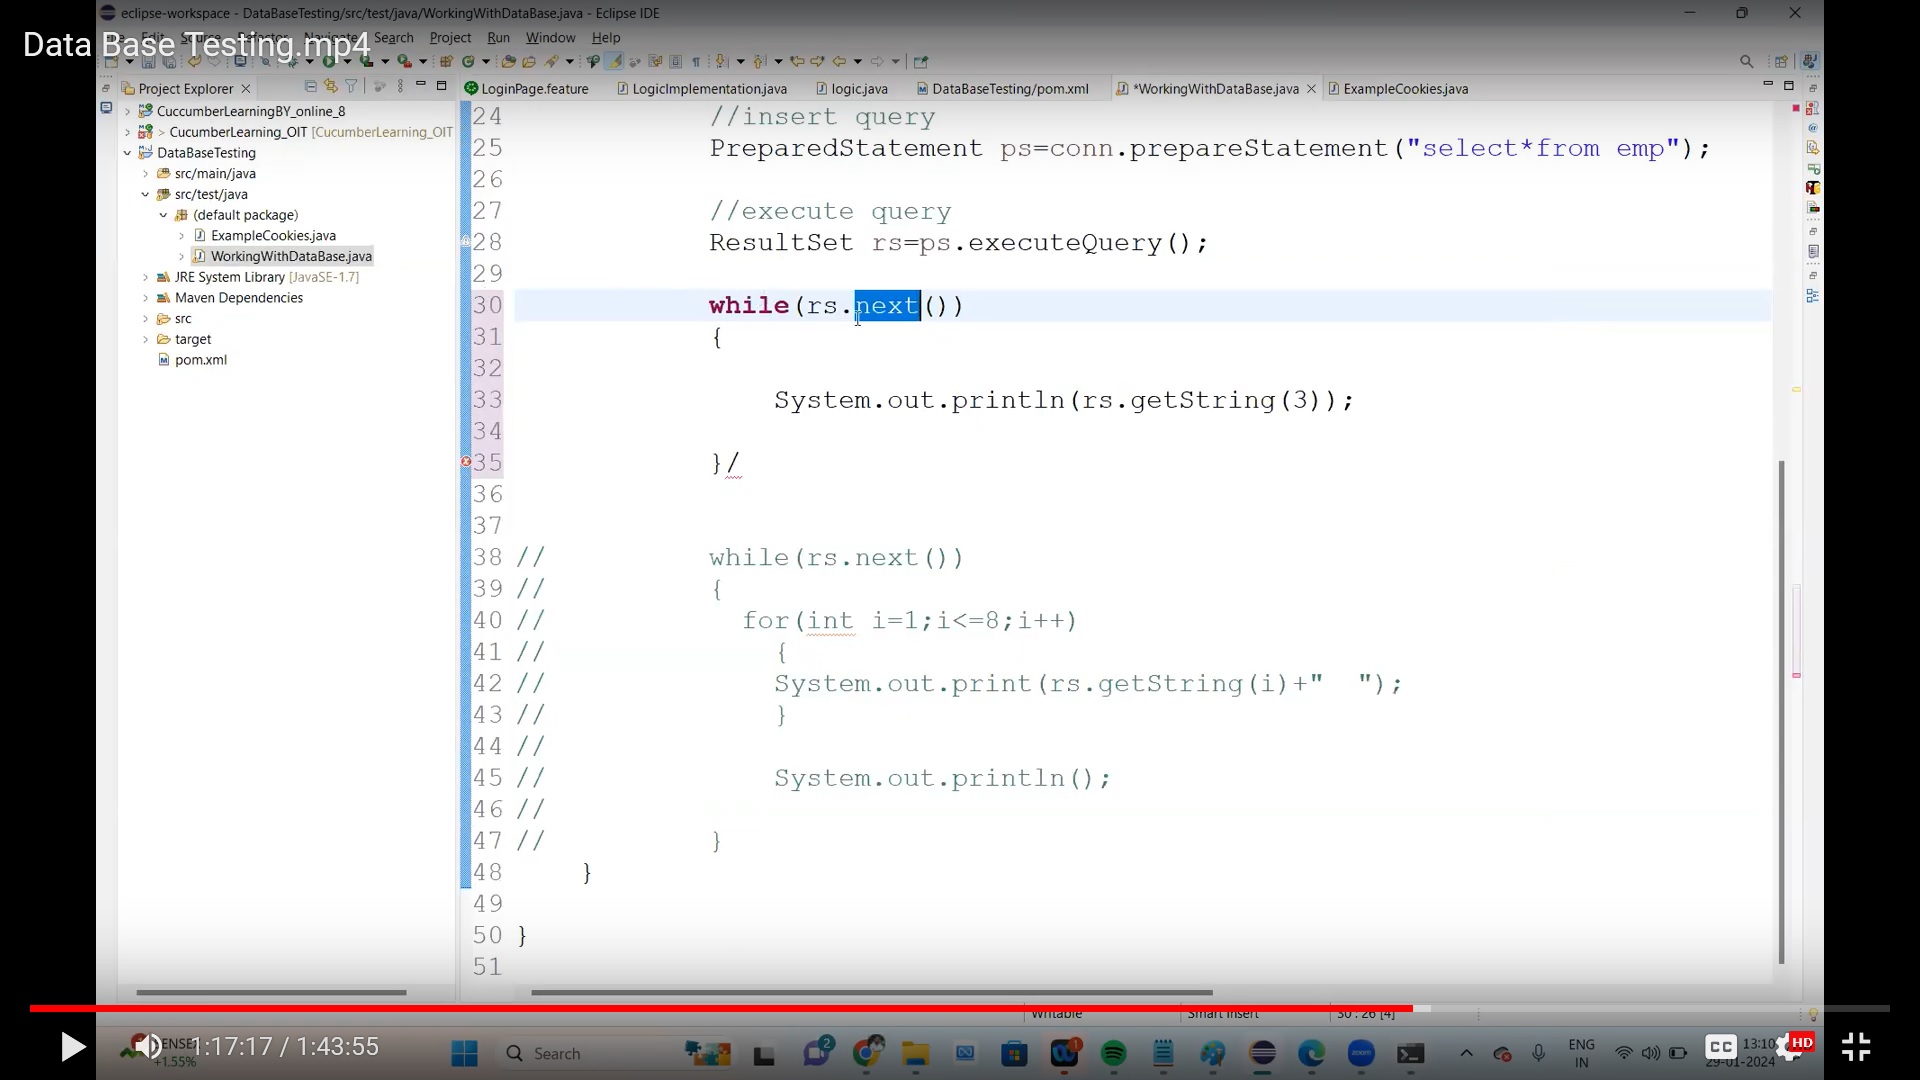 eclipse-workspace - DataBaseTesting/src/test/java/WorkingWithDataBase.java - Eclipse IDE
Data Base Testing.mp4
Search Project Run Window Help
Project Explorer
LoginPage.feature LogicImplementation.java logic.java DataBaseTesting/pom.xml *WorkingWithDataBase.java ExampleCookies.java
CuccumberLearningBY_online_8
> CucumberLearning_OIT [CucumberLearning_OIT
DataBaseTesting
src/main/java
src/test/java
(default package)
ExampleCookies.java
WorkingWithDataBase.java
JRE System Library [JavaSE-1.7]
Maven Dependencies
src
target
pom.xml
24 //insert query
25 PreparedStatement ps=conn.prepareStatement("select*from emp");
26
27 //execute query
28 ResultSet rs=ps.executeQuery();
29
30 while(rs.next())
31 {
32
33 System.out.println(rs.getString(3));
34
35 }/
36
37
38 // while(rs.next())
39 // {
40 // for(int i=1;i<=8;i++)
41 // {
42 // System.out.print(rs.getString(i)+"  ");
43 // }
44 //
45 // System.out.println();
46 //
47 // }
48 }
49
50 }
51
Writable Smart Insert 30 : 26 [4]
1:17:17 / 1:43:55
+1.55%
Search
2
1
zoom
ENG
IN
13:10
29-01-2024
CC
HD